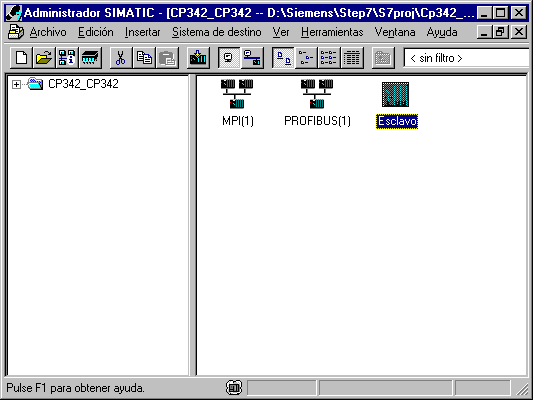 Administrador SIMATIC - [CP342_CP342 -- D:\Siemens\Step7\S7proj\Cp342_...
Archivo Edición Insertar Sistema de destino Ver Herramientas Ventana Ayuda
< sin filtro >
CP342_CP342
MPI(1) PROFIBUS(1) Esclavo
Pulse F1 para obtener ayuda.